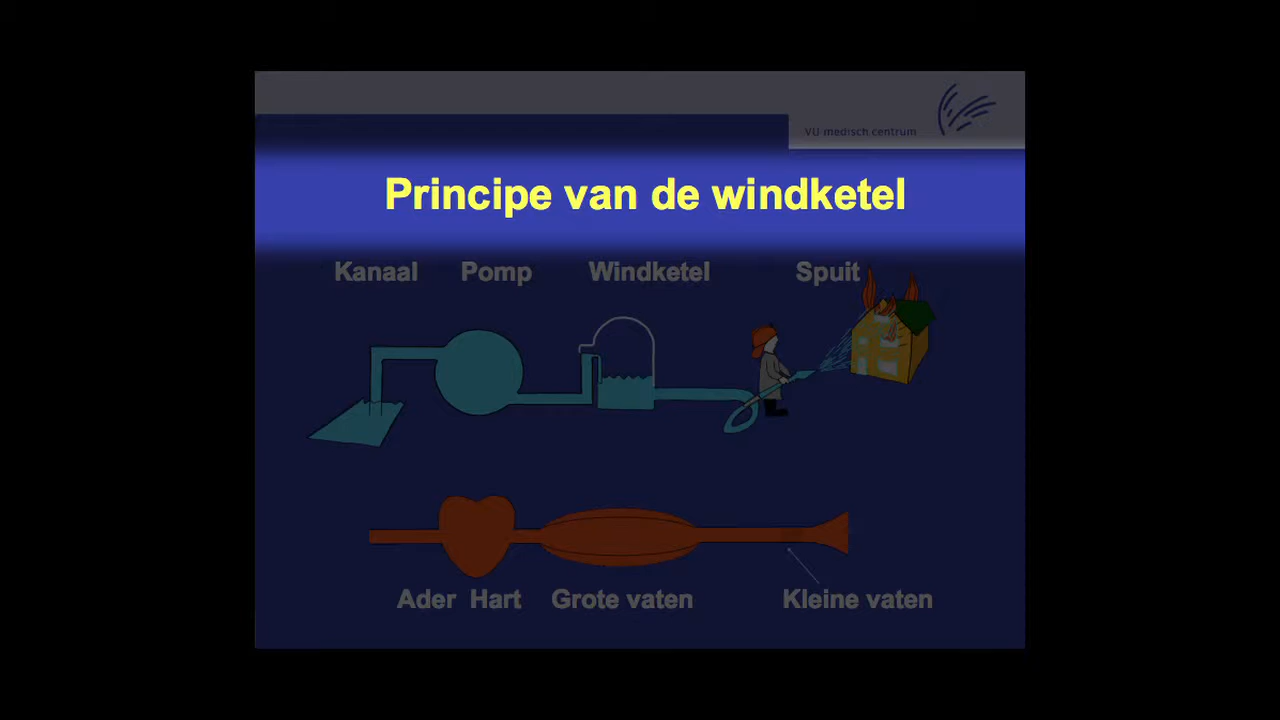 VU medisch centrum
Principe van de windketel
Kanaal Pomp Windketel Spuit
Ader Hart Grote vaten Kleine vaten